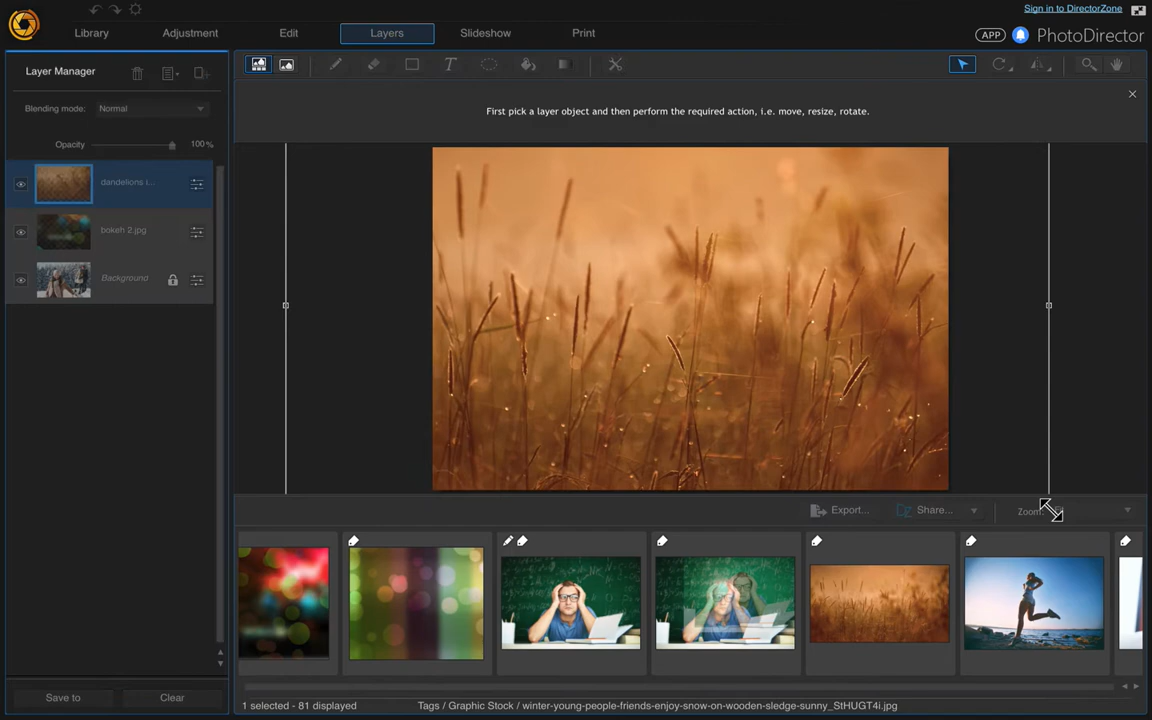 Sign in to DirectorZone
Library
Adjustment
Edit
Layers
Slideshow
Print
APP
PhotoDirector
Layer Manager
T
First pick a layer object and then perform the required action, i.e. move, resize, rotate.
Blending mode:
Normal
Opacity
100 %
dandelions i...
bokeh 2.jpg
Background
Export...
Share...
Zoom:
Save to
Clear
1 selected - 81 displayed
Tags / Graphic Stock / winter-young-people-friends-enjoy-snow-on-wooden-sledge-sunny_StHUGT4i.jpg